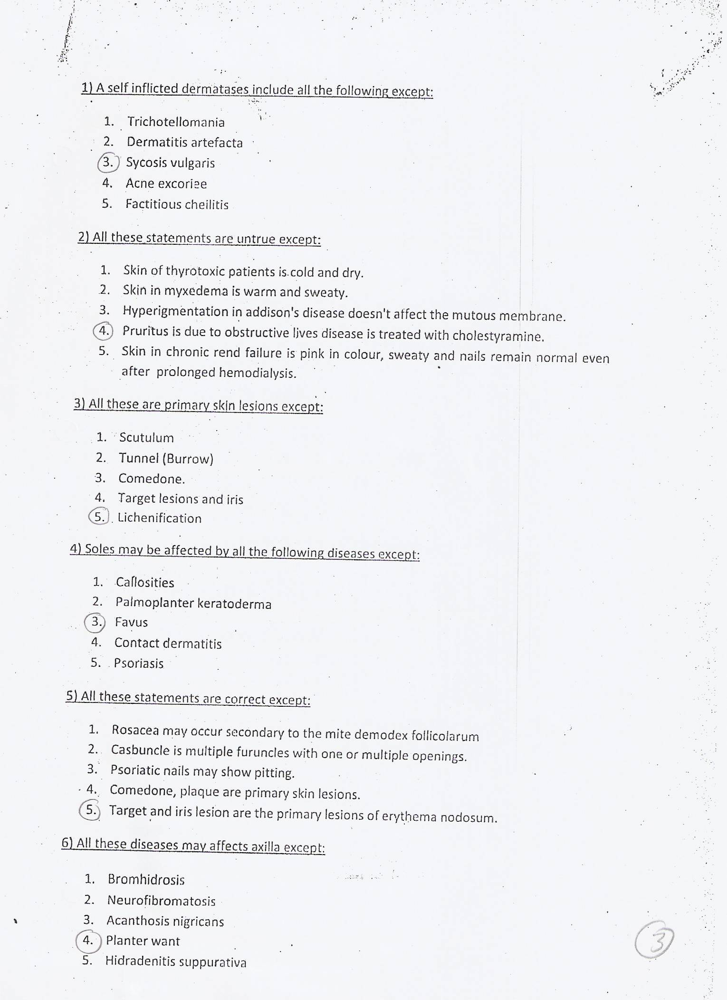 1) A self inflicted dermatases include all the following except:
1. Trichotellomania
2. Dermatitis artefacta
3. Sycosis vulgaris
4. Acne excoriae
5. Factitious cheilitis
2) All these statements are untrue except:
1. Skin of thyrotoxic patients is cold and dry.
2. Skin in myxedema is warm and sweaty.
3. Hyperigmentation in addison's disease doesn't affect the mutous membrane.
4. Pruritus is due to obstructive lives disease is treated with cholestyramine.
5. Skin in chronic rend failure is pink in colour, sweaty and nails remain normal even
after prolonged hemodialysis.
3) All these are primary skin lesions except:
1. Scutulum
2. Tunnel (Burrow)
3. Comedone.
4. Target lesions and iris
5. Lichenification
4) Soles may be affected by all the following diseases except:
1. Callosities
2. Palmoplanter keratoderma
3. Favus
4. Contact dermatitis
5. Psoriasis
5) All these statements are correct except:
1. Rosacea may occur secondary to the mite demodex follicolarum
2. Casbuncle is multiple furuncles with one or multiple openings.
3. Psoriatic nails may show pitting.
4. Comedone, plaque are primary skin lesions.
5. Target and iris lesion are the primary lesions of erythema nodosum.
6) All these diseases may affects axilla except:
1. Bromhidrosis
2. Neurofibromatosis
3. Acanthosis nigricans
4. Planter want
5. Hidradenitis suppurativa
3